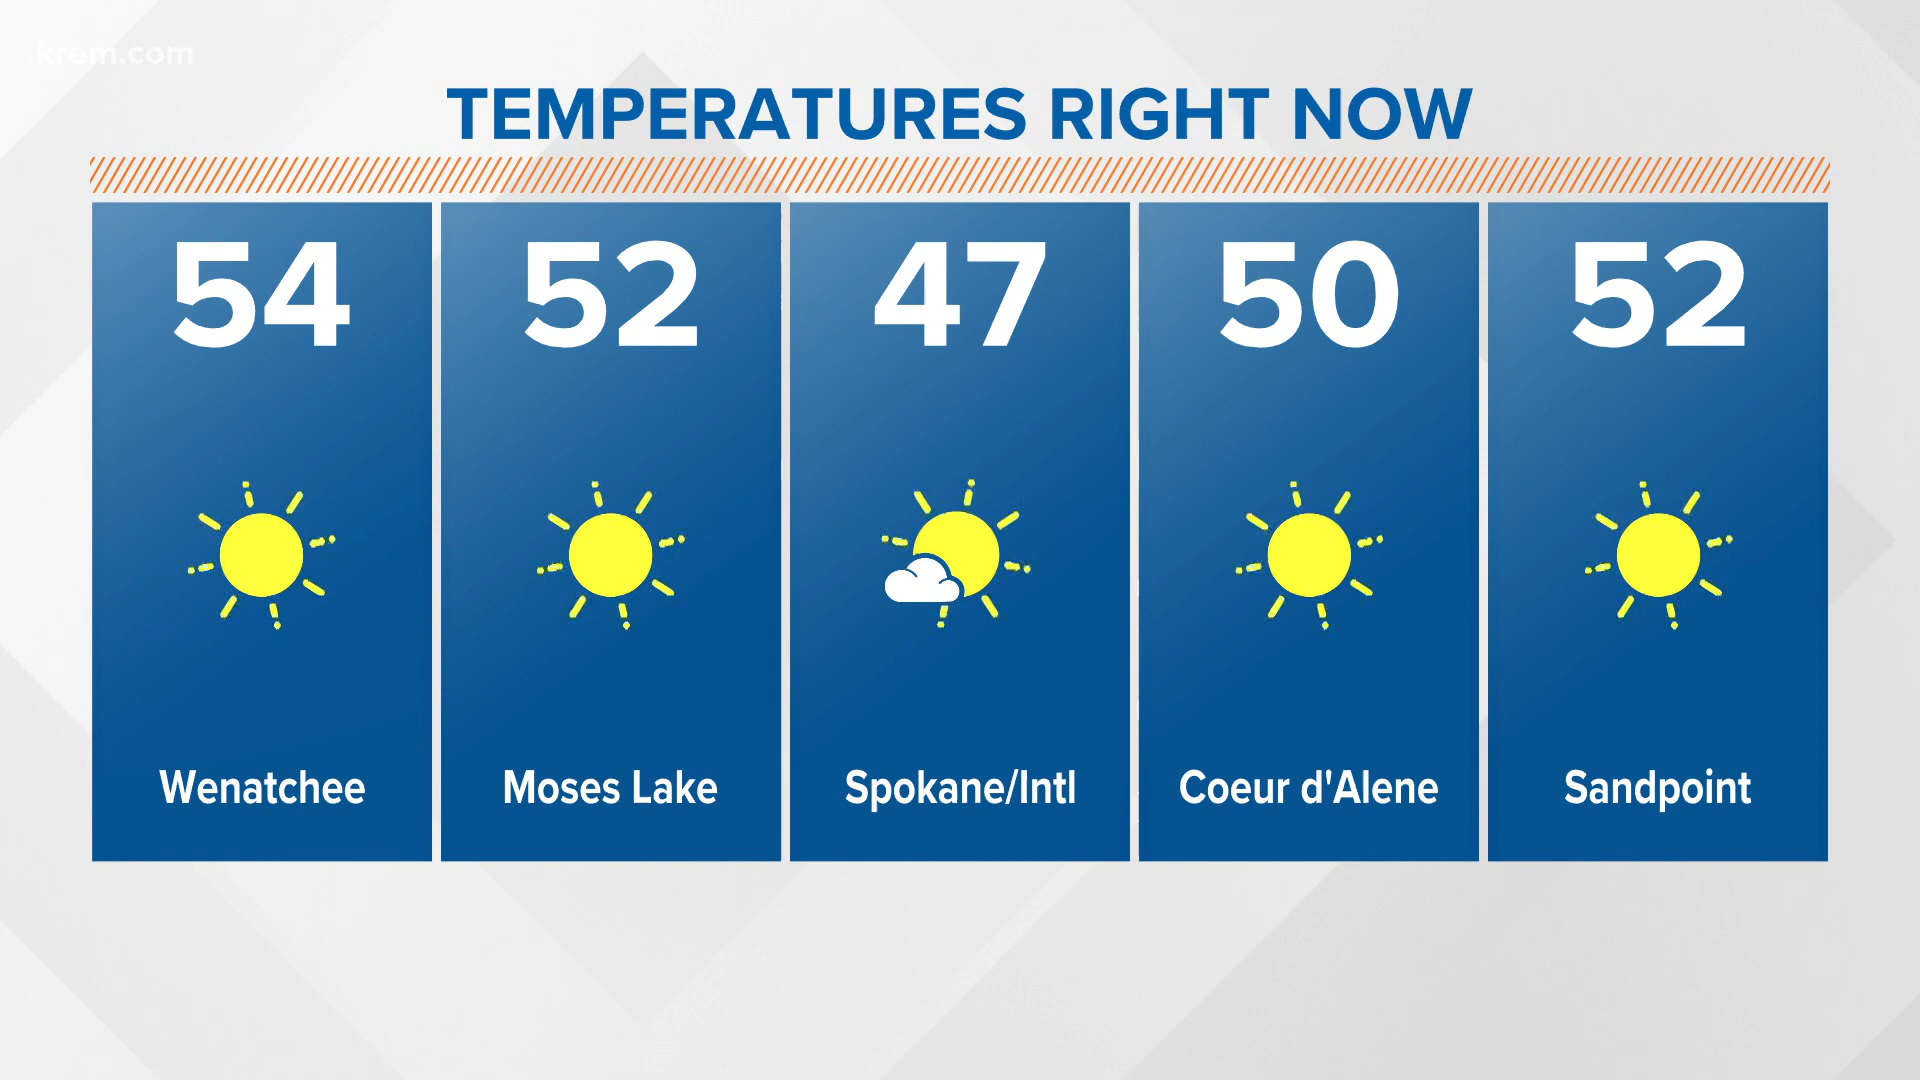 krem.com
TEMPERATURES RIGHT NOW
54 52 47 50 52
Wenatchee Moses Lake Spokane/Intl Coeur d'Alene Sandpoint